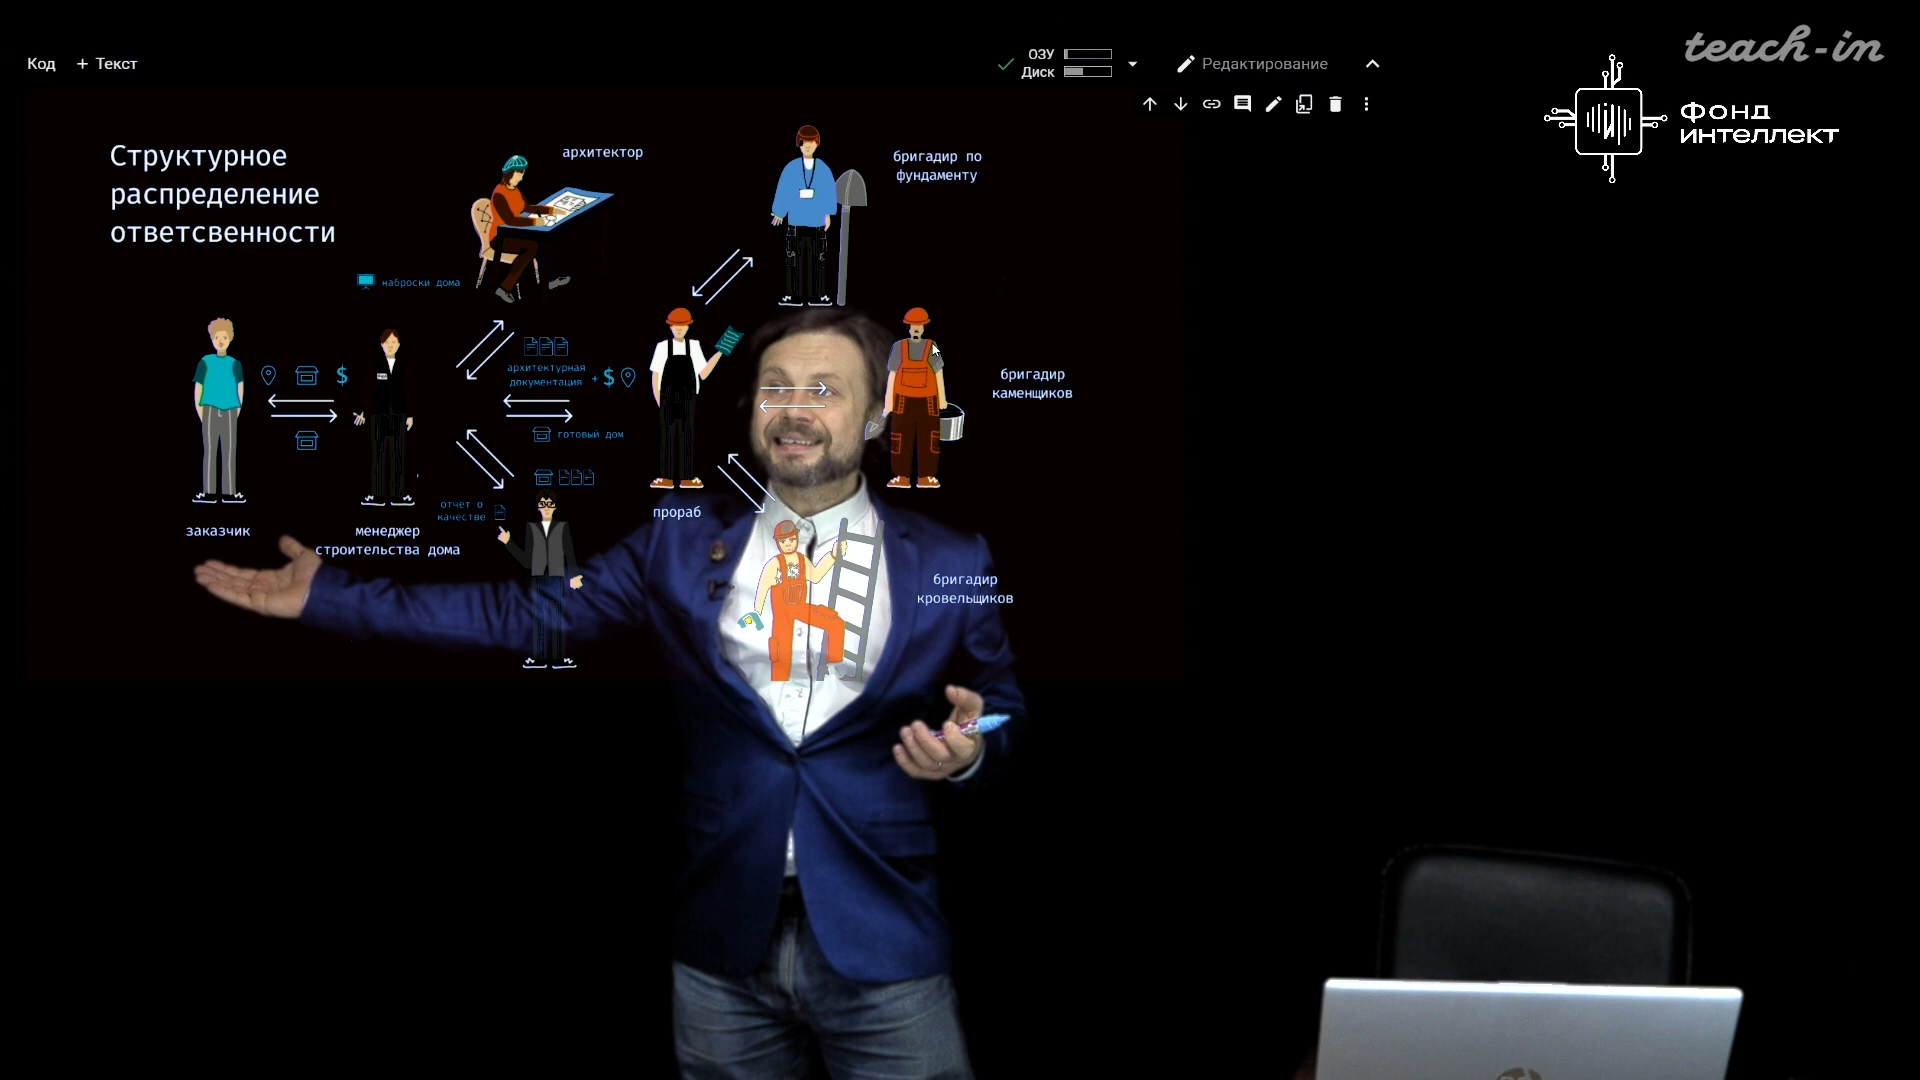 Код + Текст
ОЗУ
Диск
Редактирование
teach-in
Фонд
интеллект
Структурное
распределение
ответсвенности
архитектор
бригадир по
фундаменту
наброски дома
архитектурная
документация + $
$
бригадир
каменщиков
готовый дом
отчет о
качестве
заказчик
менеджер
строительства дома
прораб
бригадир
кровельщиков